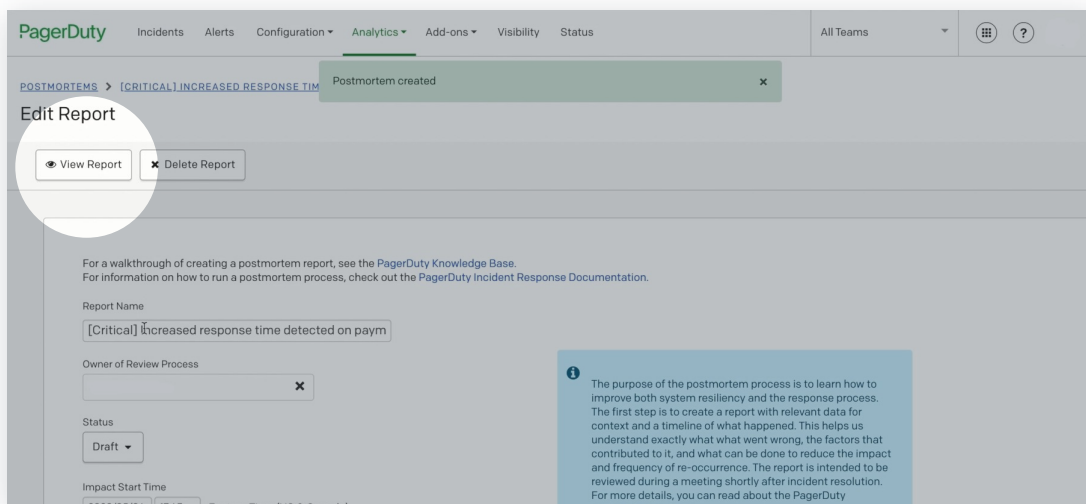 PagerDuty Incidents Alerts Configuration Analytics Add-ons Visibility Status All Teams ?
Postmortem created ×
POSTMORTEMS > [CRITICAL] INCREASED RESPONSE TIM
Edit Report
View Report × Delete Report
For a walkthrough of creating a postmortem report, see the PagerDuty Knowledge Base.
For information on how to run a postmortem process, check out the PagerDuty Incident Response Documentation.
Report Name
[Critical] Increased response time detected on paym
Owner of Review Process
×
Status
Draft
Impact Start Time
The purpose of the postmortem process is to learn how to
improve both system resiliency and the response process.
The first step is to create a report with relevant data for
context and a timeline of what happened. This helps us
understand exactly what what went wrong, the factors that
contributed to it, and what can be done to reduce the impact
and frequency of re-occurrence. The report is intended to be
reviewed during a meeting shortly after incident resolution.
For more details, you can read about the PagerDuty